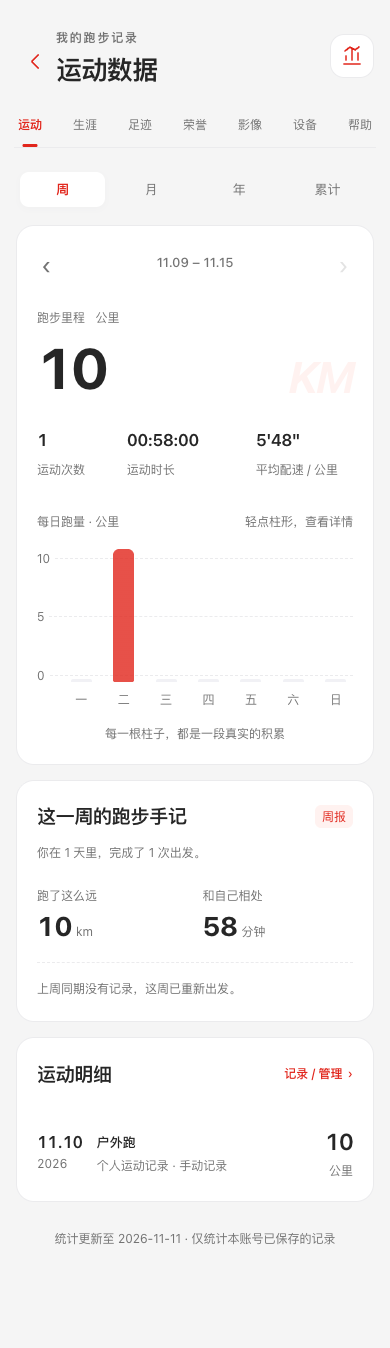 我的跑步记录
运动数据
运动 生涯 足迹 荣誉 影像 设备 帮助
周 月 年 累计
‹ 11.09 – 11.15 ›
跑步里程 公里
10
KM
1 00:58:00 5'48"
运动次数 运动时长 平均配速 / 公里
每日跑量 · 公里 轻点柱形，查看详情
10
5
0
一 二 三 四 五 六 日
每一根柱子，都是一段真实的积累
这一周的跑步手记 周报
你在 1 天里，完成了 1 次出发。
跑了这么远 和自己相处
10 km 58 分钟
上周同期没有记录，这周已重新出发。
运动明细 记录 / 管理 ›
11.10 户外跑 10
2026 个人运动记录 · 手动记录 公里
统计更新至 2026-11-11 · 仅统计本账号已保存的记录